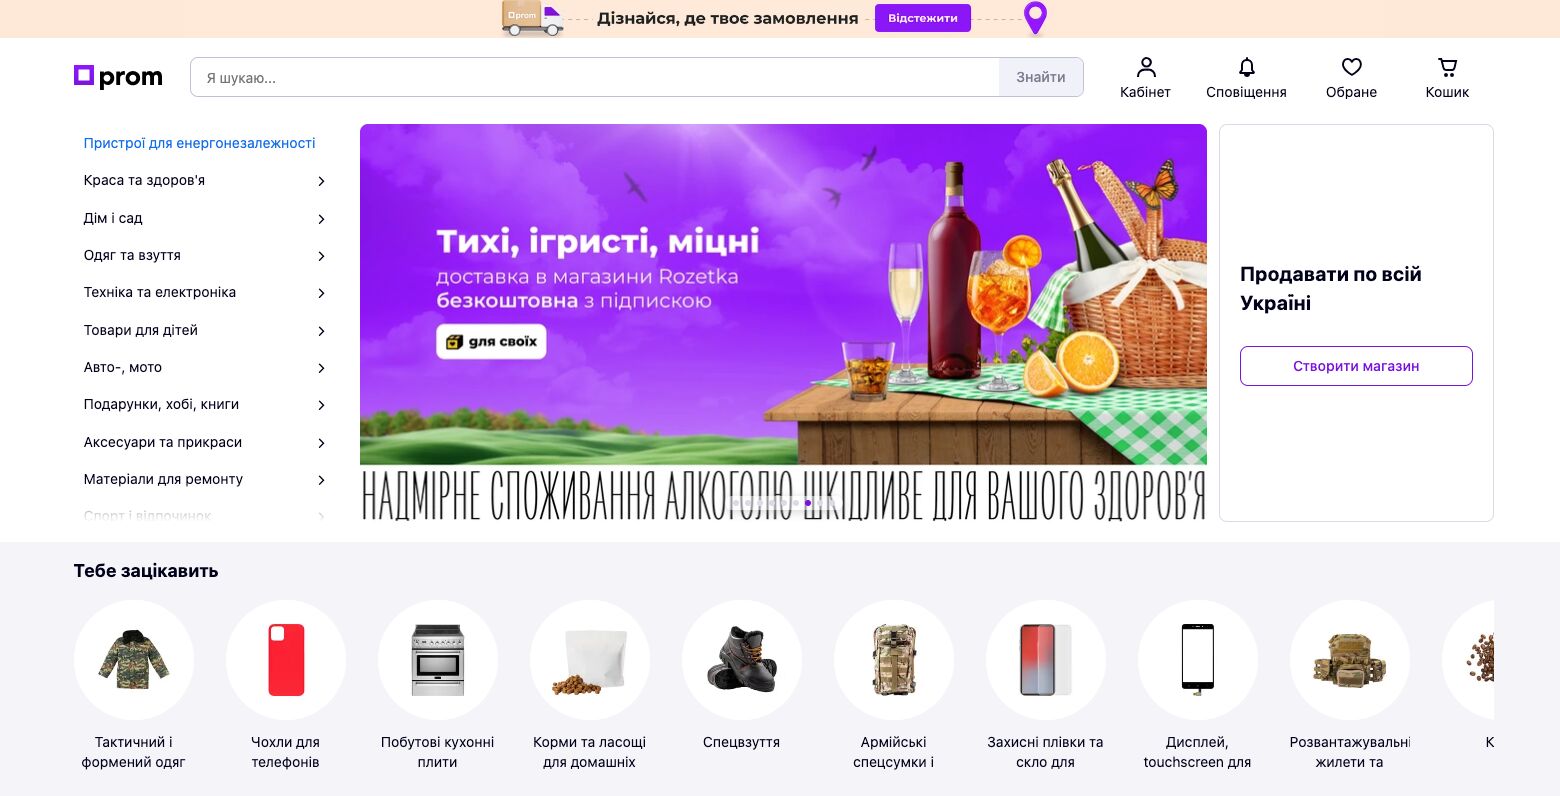 prom
Дізнайся, де твоє замовлення
Відстежити
prom
Я шукаю...
Знайти
Кабінет
Сповіщення
Обране
Кошик
Пристрої для енергонезалежності
Краса та здоров'я
Дім і сад
Одяг та взуття
Техніка та електроніка
Товари для дітей
Авто-, мото
Подарунки, хобі, книги
Аксесуари та прикраси
Матеріали для ремонту
Спорт і відпочинок
Тихі, ігристі, міцні
доставка в магазини Rozetka
безкоштовна з підпискою
для своїх
НАДМІРНЕ СПОЖИВАННЯ АЛКОГОЛЮ ШКІДЛИВЕ ДЛЯ ВАШОГО ЗДОРОВ'Я
Продавати по всій
Україні
Створити магазин
Тебе зацікавить
Тактичний і
формений одяг
Чохли для
телефонів
Побутові кухонні
плити
Корми та ласощі
для домашніх
Спецвзуття
Армійські
спецсумки і
Захисні плівки та
скло для
Дисплей,
touchscreen для
Розвантажувальні
жилети та
К